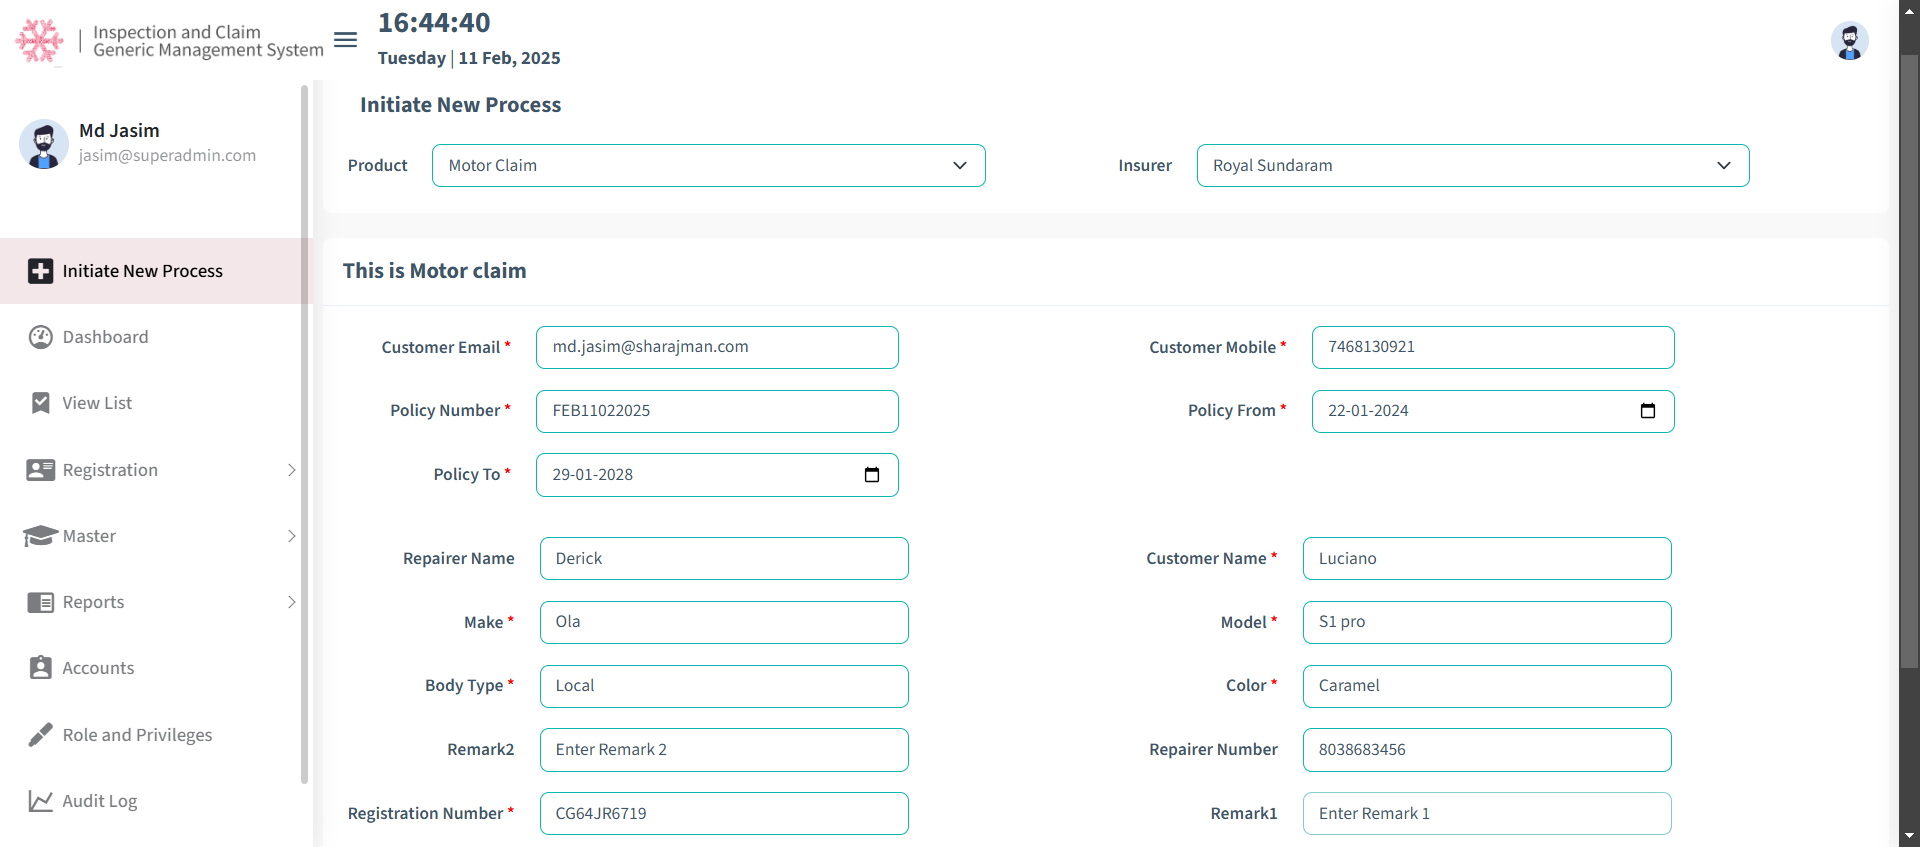 Inspection and Claim
Generic Management System
16:44:40
Tuesday | 11 Feb, 2025
Md Jasim
jasim@superadmin.com
Initiate New Process
Dashboard
View List
Registration
Master
Reports
Accounts
Role and Privileges
Audit Log
Initiate New Process
Product Motor Claim Insurer Royal Sundaram
This is Motor claim
Customer Email * md.jasim@sharajman.com Customer Mobile * 7468130921
Policy Number * FEB11022025 Policy From * 22-01-2024
Policy To * 29-01-2028
Repairer Name Derick Customer Name * Luciano
Make * Ola Model * S1 pro
Body Type * Local Color * Caramel
Remark2 Enter Remark 2 Repairer Number 8038683456
Registration Number * CG64JR6719 Remark1 Enter Remark 1